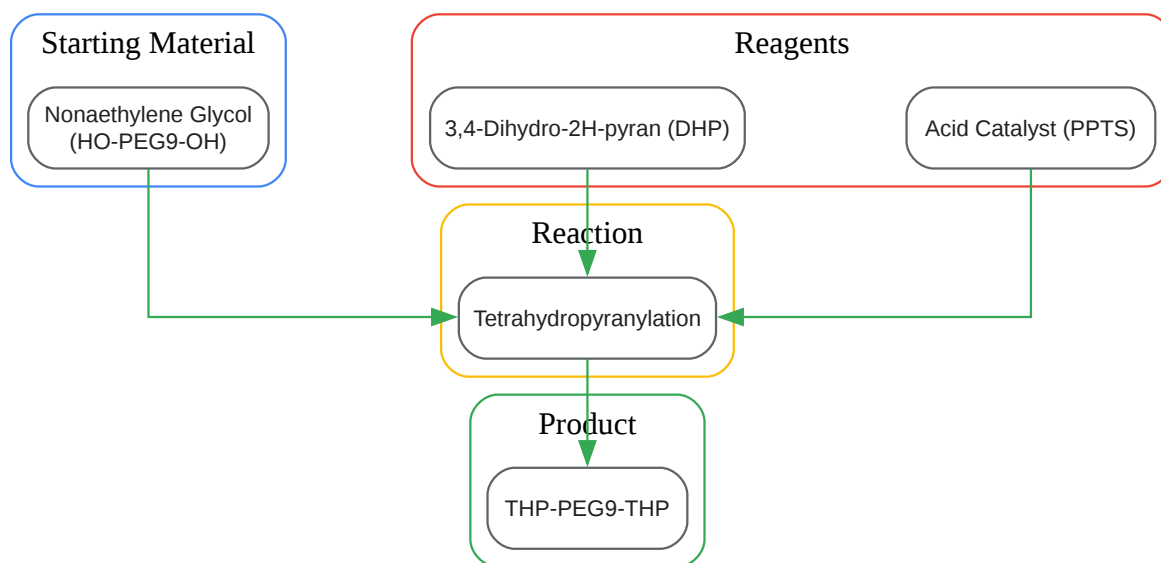 Starting Material
Reagents
Nonaethylene Glycol
(HO-PEG9-OH)
3,4-Dihydro-2H-pyran (DHP)
Acid Catalyst (PPTS)
Reaction
Tetrahydropyranylation
Product
THP-PEG9-THP